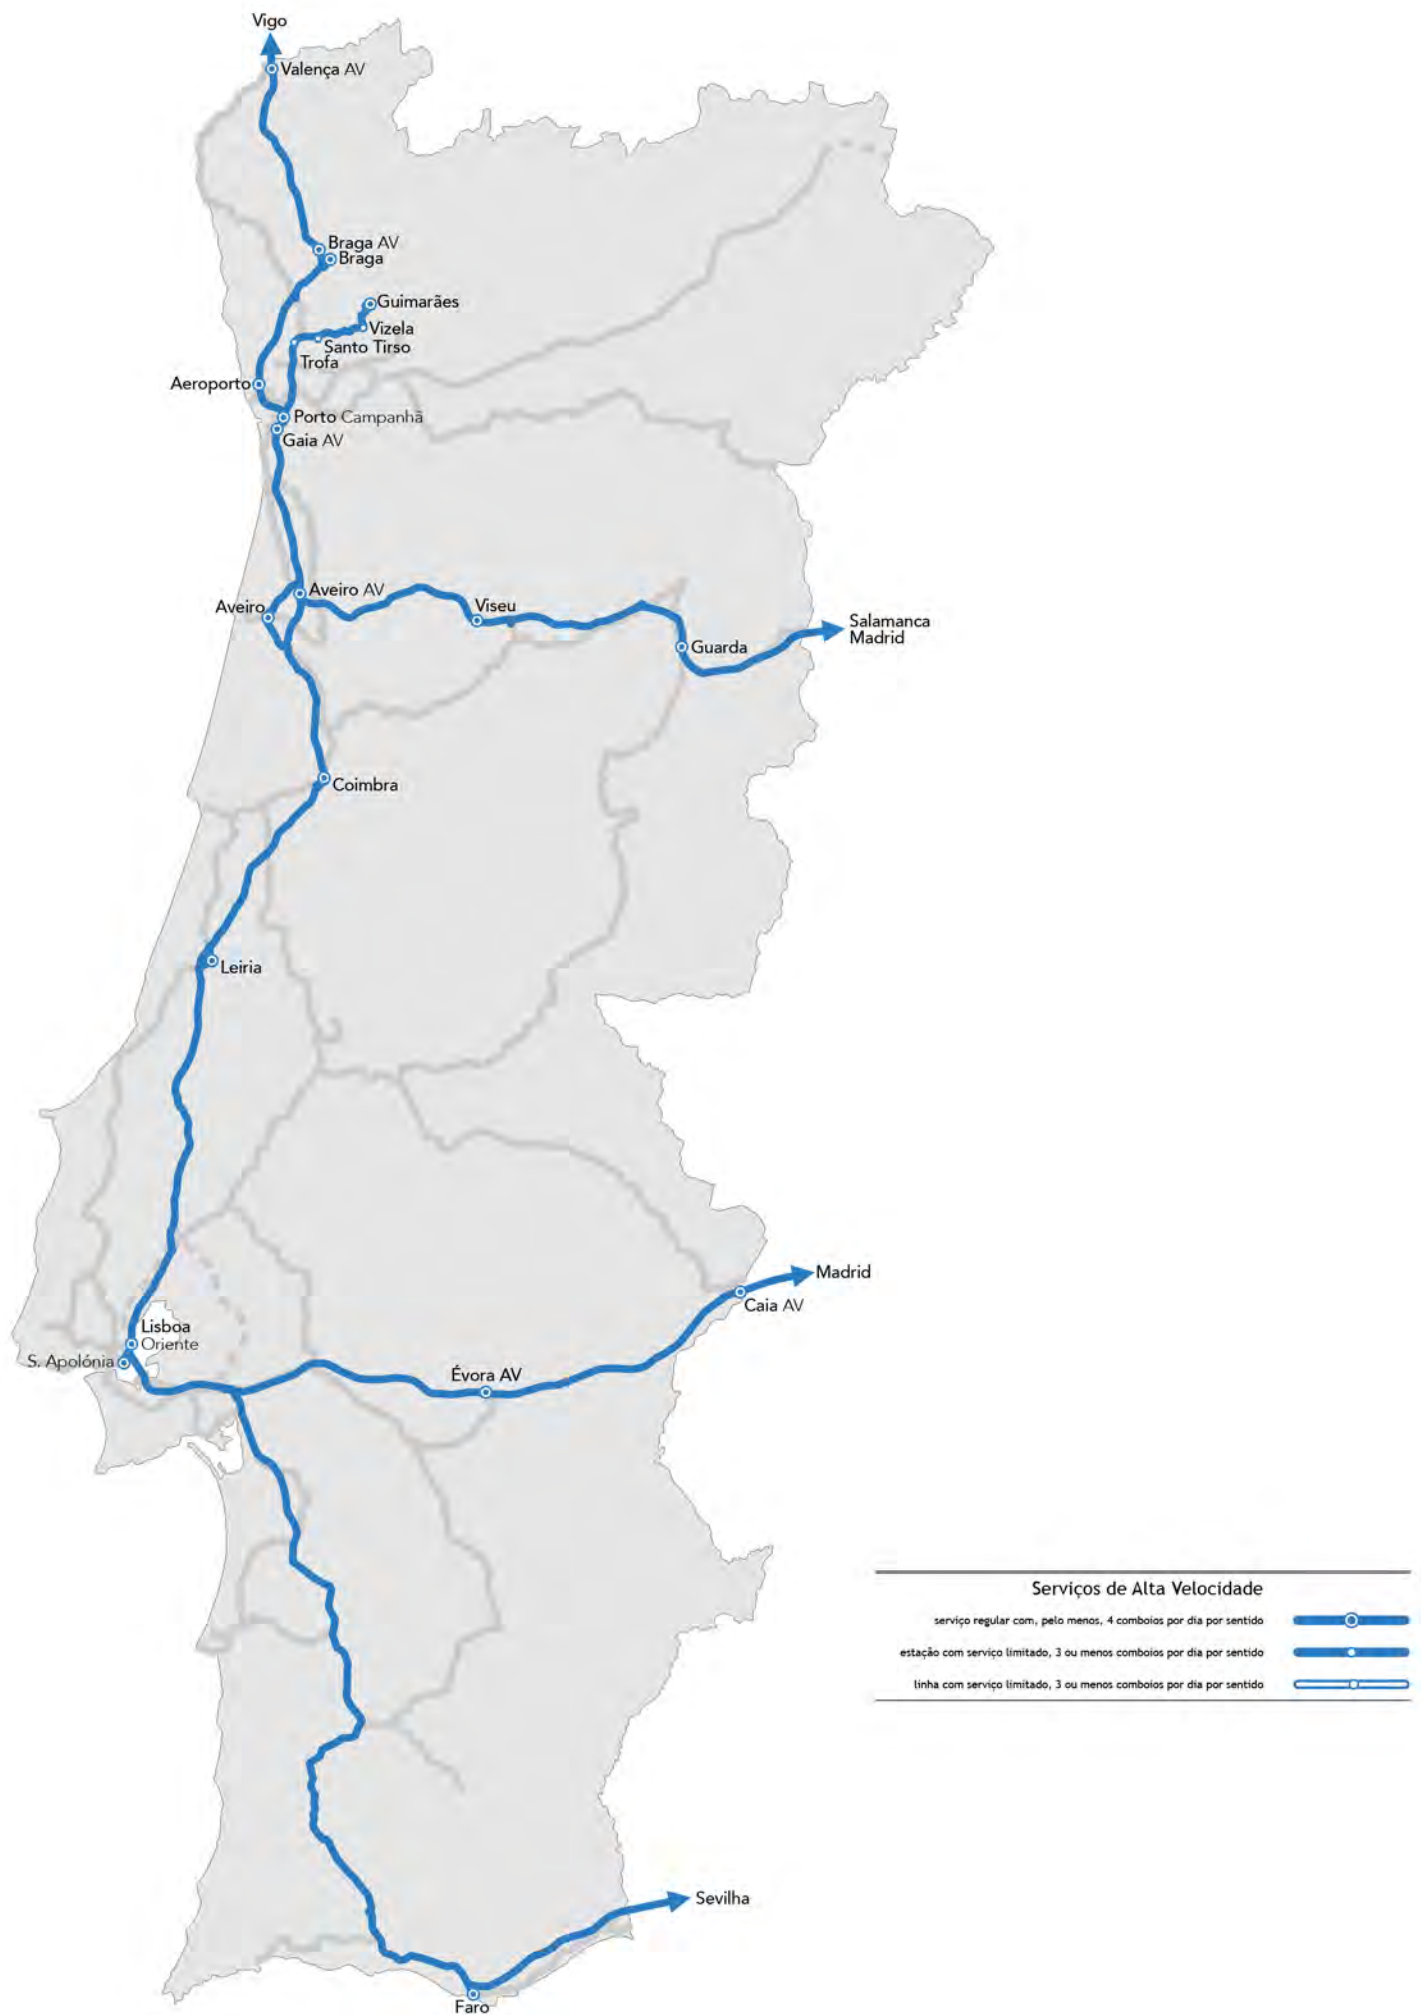 Vigo
Valença AV
Braga AV
Braga
Guimarães
Vizela
Santo Tirso
Trofa
Aeroporto
Porto Campanhã
Gaia AV
Aveiro AV
Aveiro
Viseu
Salamanca
Madrid
Guarda
Coimbra
Leiria
Madrid
Caia AV
Lisboa
Oriente
S. Apolónia
Évora AV
Serviços de Alta Velocidade
serviço regular com, pelo menos, 4 comboios por dia por sentido
estação com serviço limitado, 3 ou menos comboios por dia por sentido
linha com serviço limitado, 3 ou menos comboios por dia por sentido
Sevilha
Faro